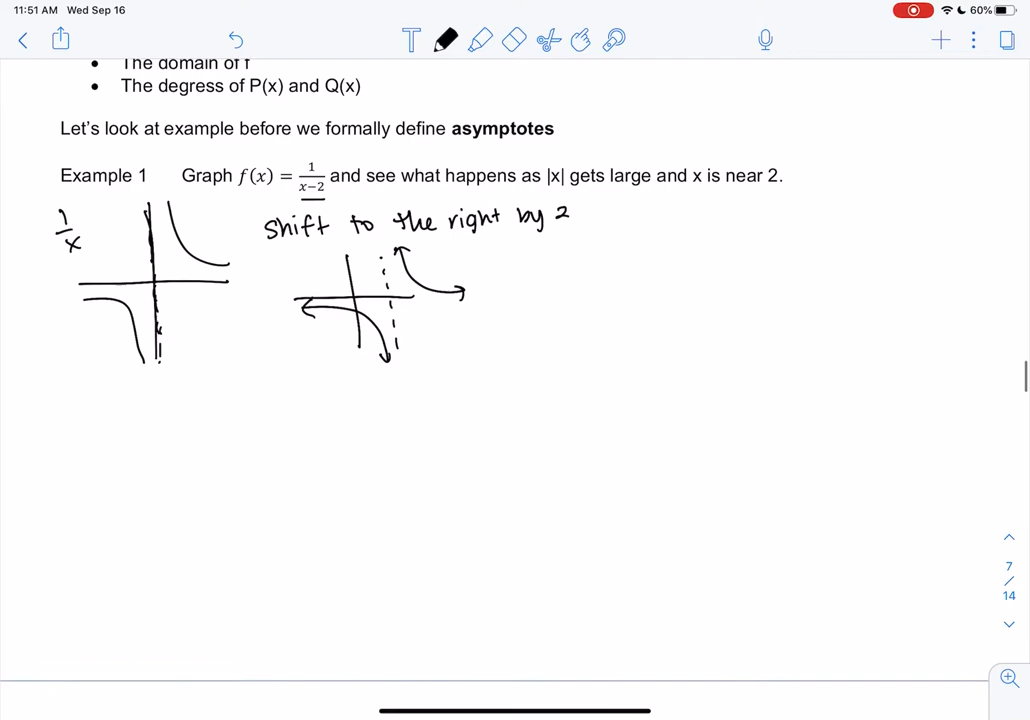 11:51 AM Wed Sep 16
60%
• The domain of f
• The degress of P(x) and Q(x)
Let's look at example before we formally define asymptotes
Example 1 Graph f(x) = 1/(x−2) and see what happens as |x| gets large and x is near 2.
1/x
shift to the right by 2
7
/
14